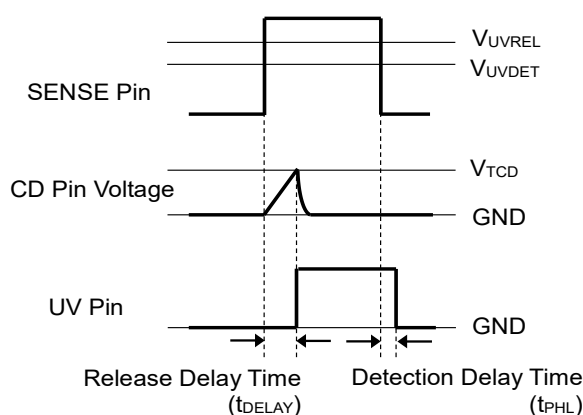 VUVREL
VUVDET
SENSE Pin
VTCD
CD Pin Voltage
GND
UV Pin
GND
Release Delay Time
(tDELAY)
Detection Delay Time
(tPHL)